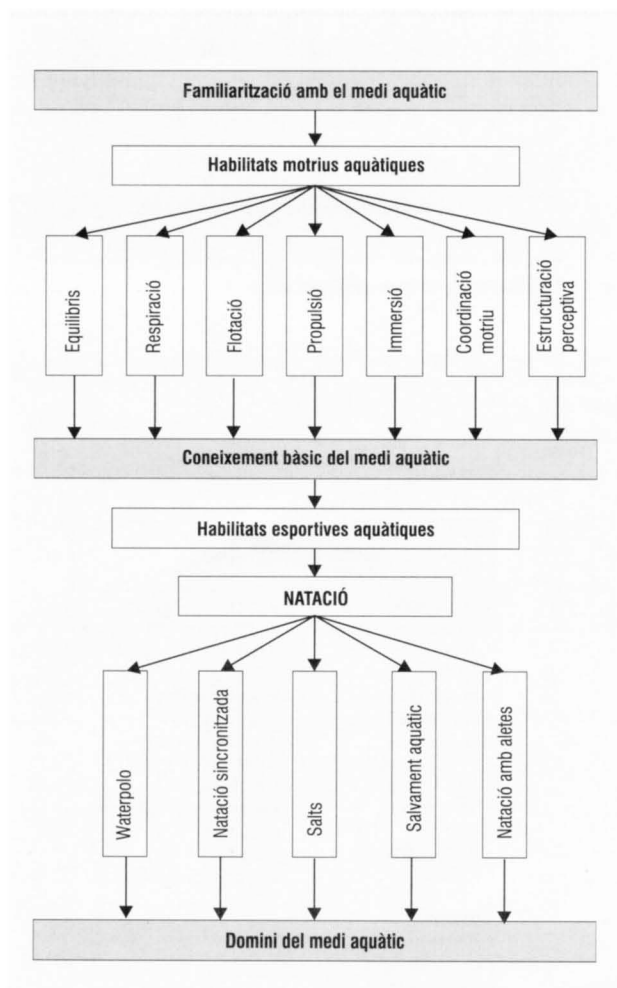 Familiarització amb el medi aquàtic
Habilitats motrius aquàtiques
Equilibris
Respiració
Flotació
Propulsió
Immersió
Coordinació
motriu
Estructuració
perceptiva
Coneixement bàsic del medi aquàtic
Habilitats esportives aquàtiques
NATACIÓ
Waterpolo
Natació sincronitzada
Salts
Salvament aquàtic
Natació amb aletes
Domini del medi aquàtic